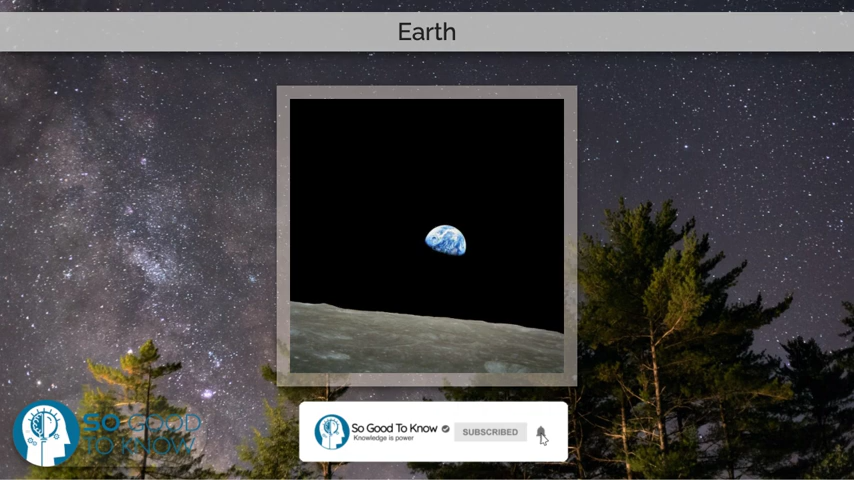 Earth
SO GOOD
TO KNOW
So Good To Know
Knowledge is power
SUBSCRIBED